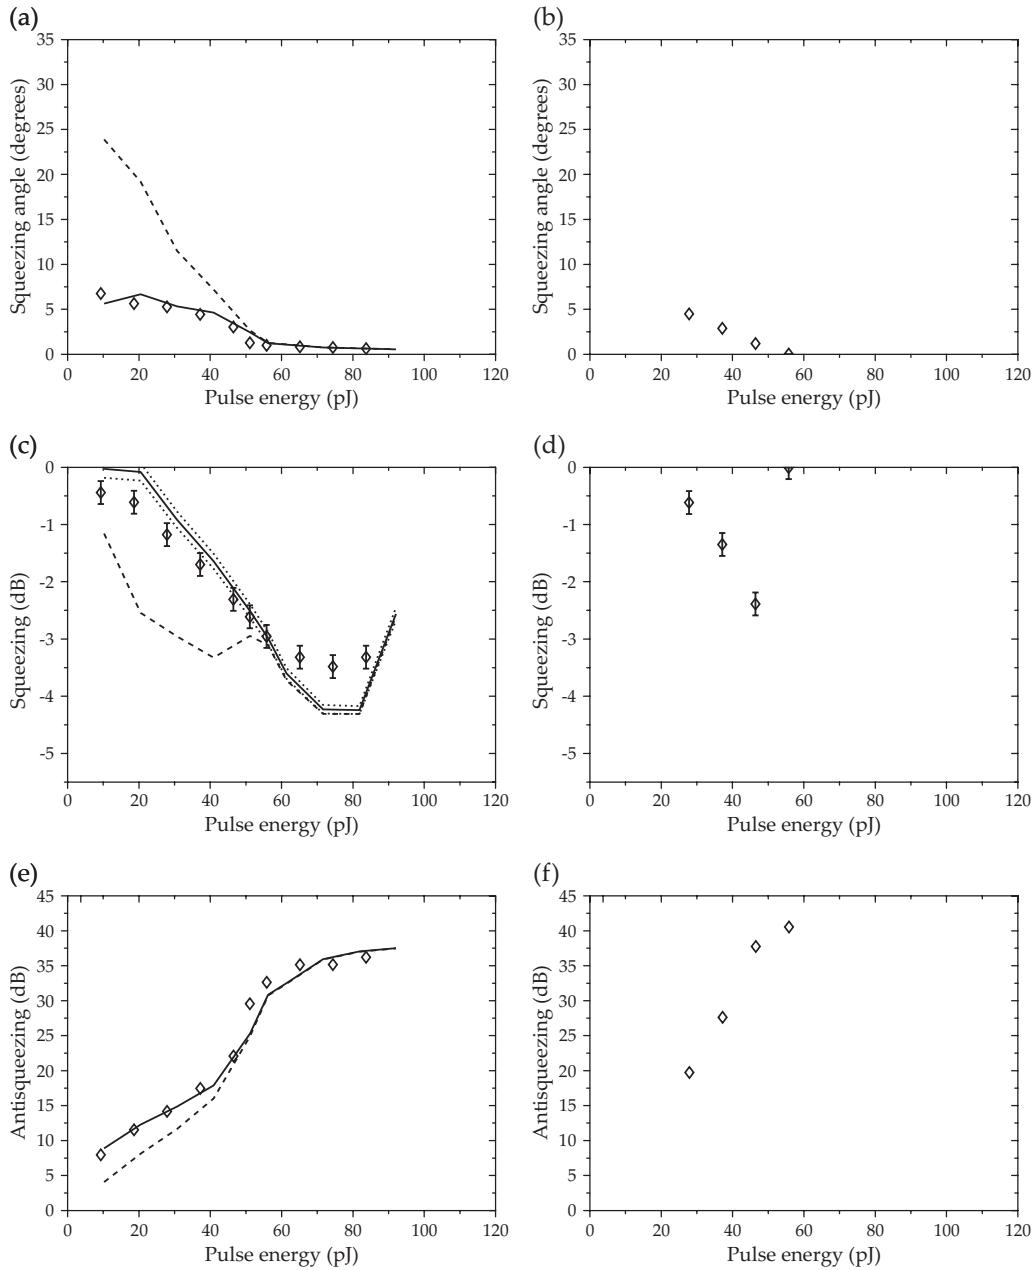 (a)
35
30
25
20
15
10
5
0
Squeezing angle (degrees)
0 20 40 60 80 100 120
Pulse energy (pJ)
(b)
35
30
25
20
15
10
5
0
Squeezing angle (degrees)
0 20 40 60 80 100 120
Pulse energy (pJ)
(c)
0
-1
-2
-3
-4
-5
Squeezing (dB)
0 20 40 60 80 100 120
Pulse energy (pJ)
(d)
0
-1
-2
-3
-4
-5
Squeezing (dB)
0 20 40 60 80 100 120
Pulse energy (pJ)
(e)
45
40
35
30
25
20
15
10
5
0
Antisqueezing (dB)
0 20 40 60 80 100 120
Pulse energy (pJ)
(f)
45
40
35
30
25
20
15
10
5
0
Antisqueezing (dB)
0 20 40 60 80 100 120
Pulse energy (pJ)